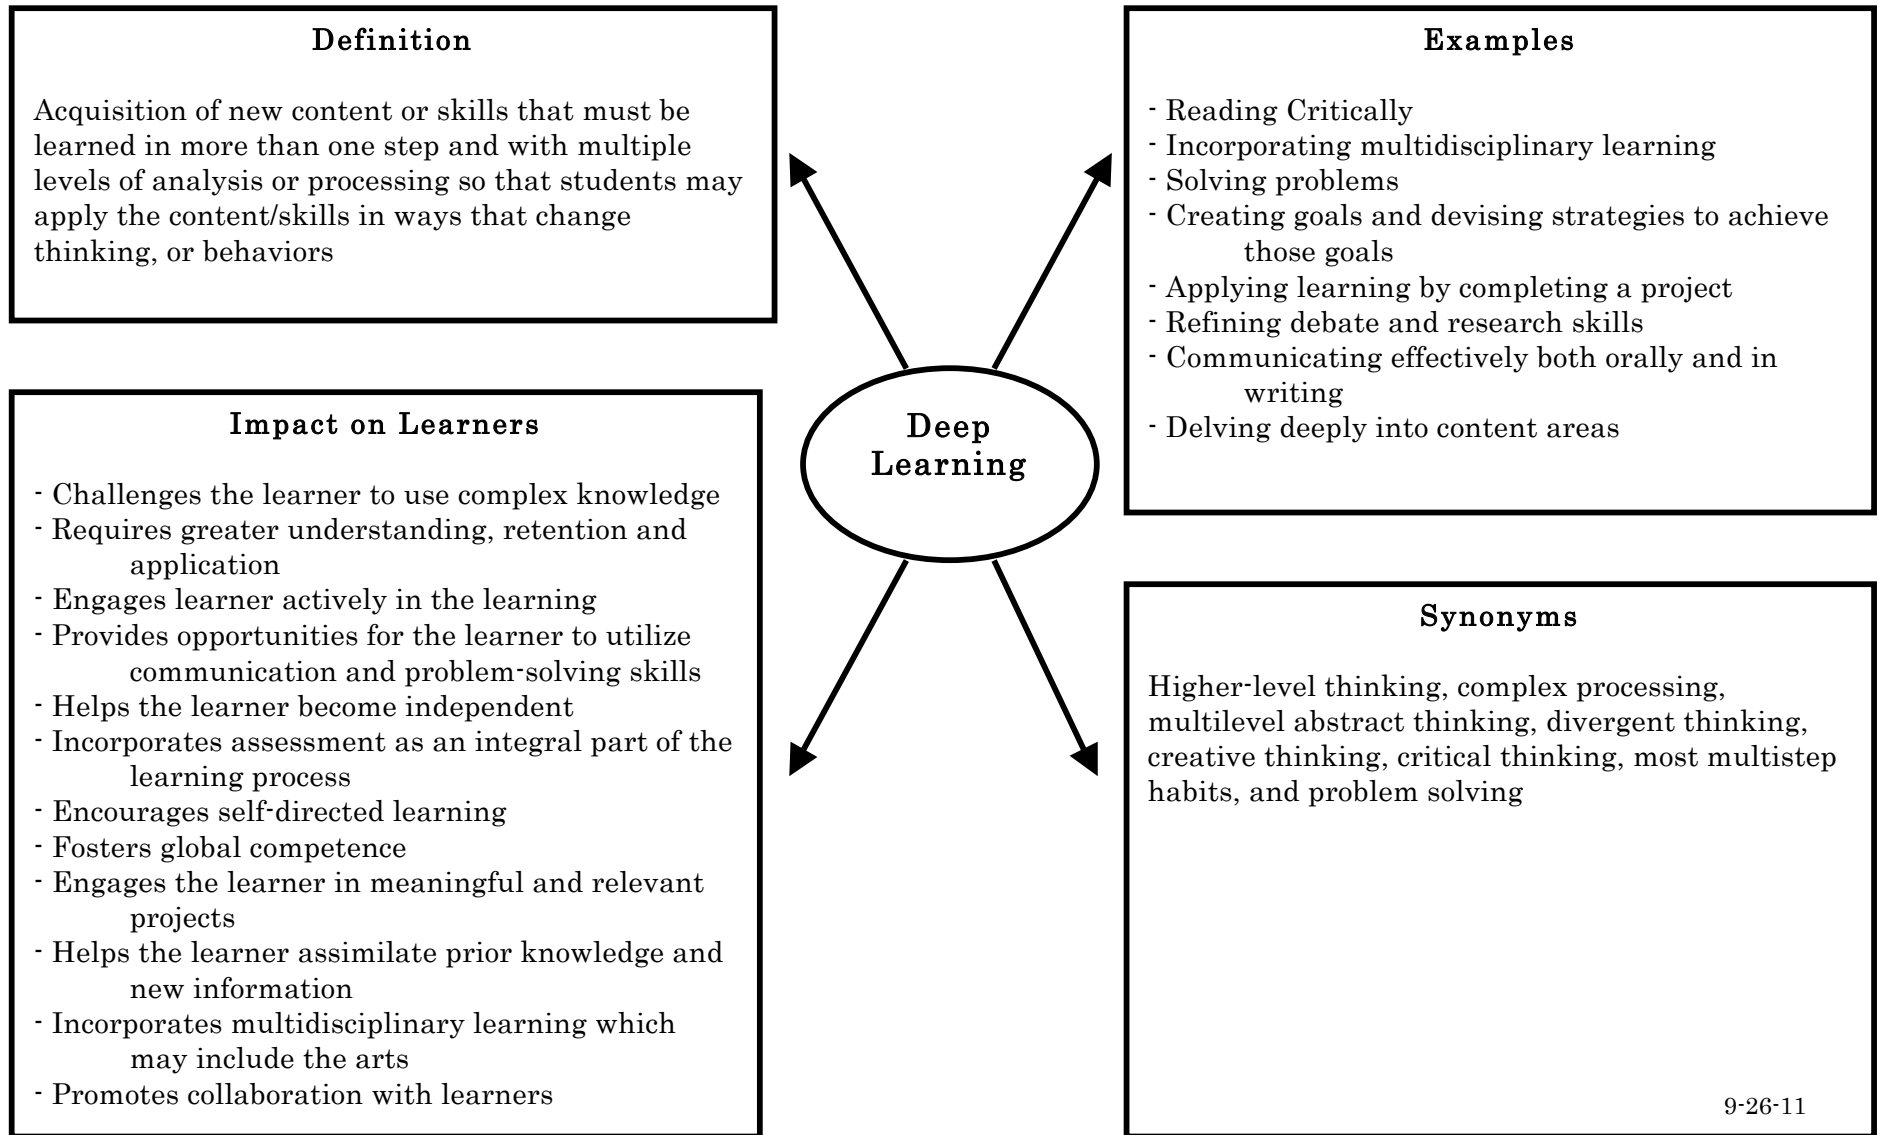 Definition
Acquisition of new content or skills that must be
learned in more than one step and with multiple
levels of analysis or processing so that students may
apply the content/skills in ways that change
thinking, or behaviors
Examples
- Reading Critically
- Incorporating multidisciplinary learning
- Solving problems
- Creating goals and devising strategies to achieve
those goals
- Applying learning by completing a project
- Refining debate and research skills
- Communicating effectively both orally and in
writing
- Delving deeply into content areas
Deep
Learning
Impact on Learners
- Challenges the learner to use complex knowledge
- Requires greater understanding, retention and
application
- Engages learner actively in the learning
- Provides opportunities for the learner to utilize
communication and problem-solving skills
- Helps the learner become independent
- Incorporates assessment as an integral part of the
learning process
- Encourages self-directed learning
- Fosters global competence
- Engages the learner in meaningful and relevant
projects
- Helps the learner assimilate prior knowledge and
new information
- Incorporates multidisciplinary learning which
may include the arts
- Promotes collaboration with learners
Synonyms
Higher-level thinking, complex processing,
multilevel abstract thinking, divergent thinking,
creative thinking, critical thinking, most multistep
habits, and problem solving
9-26-11